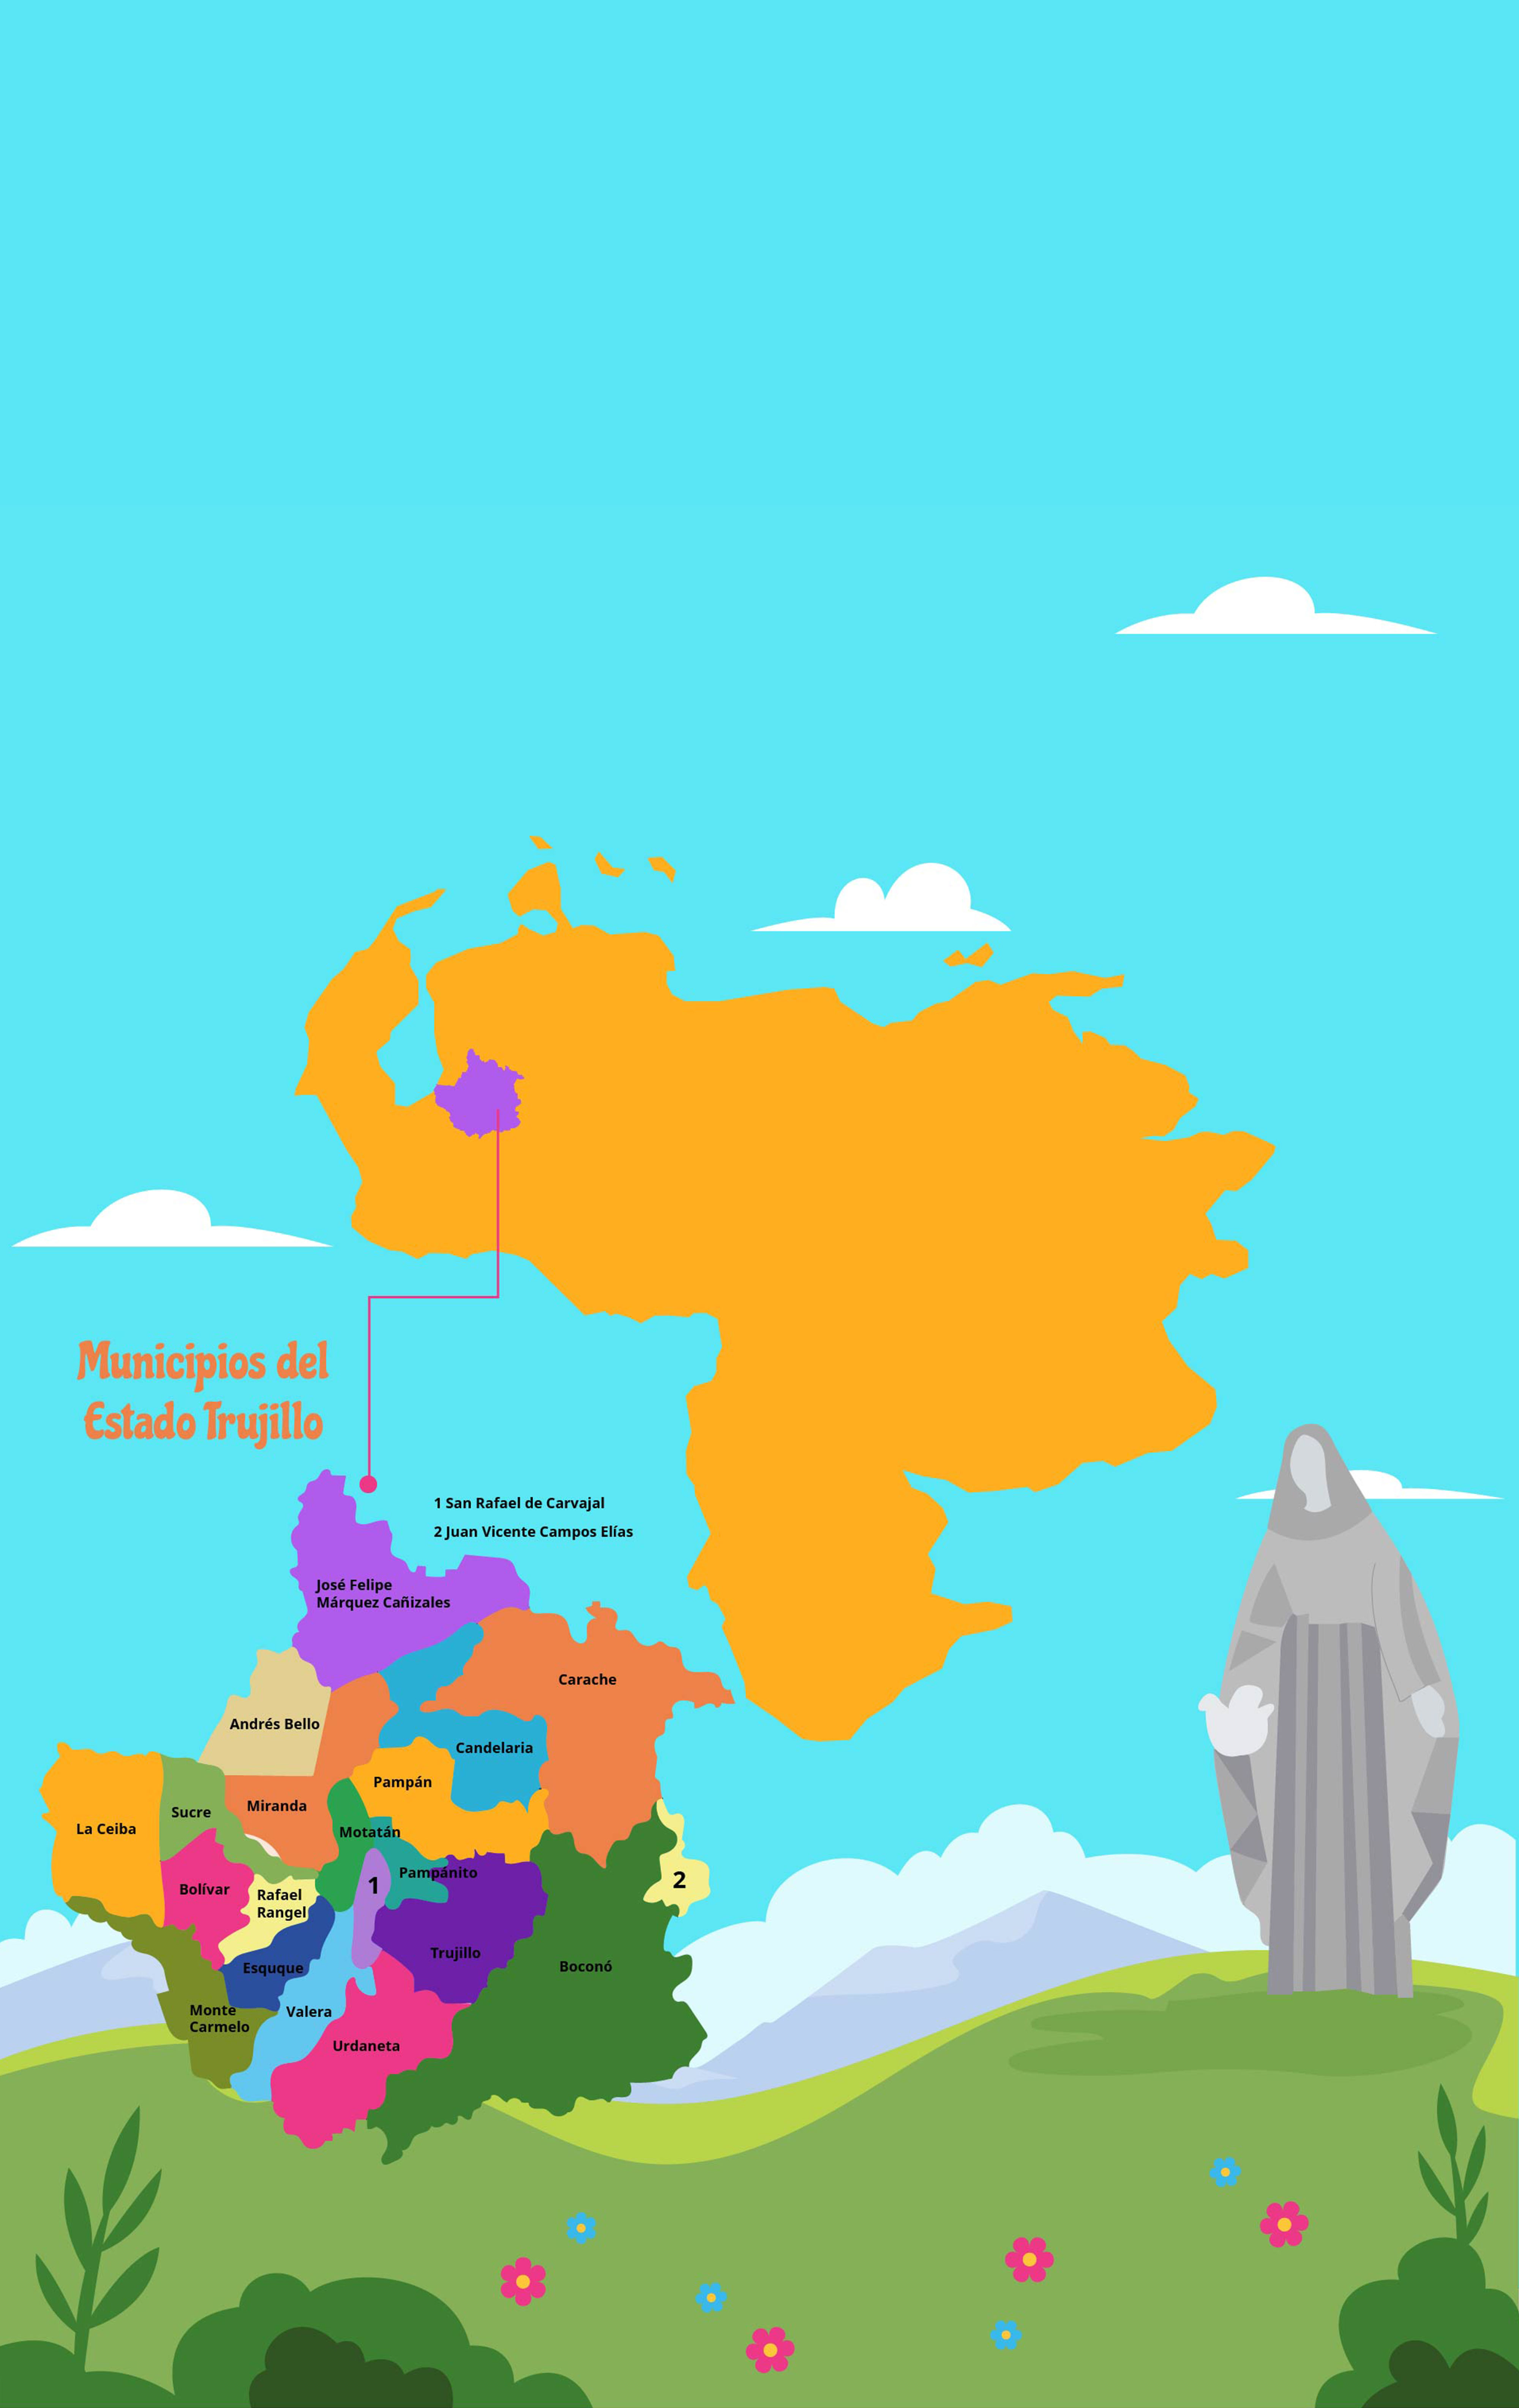 Municipios del
Estado Trujillo
1 San Rafael de Carvajal
2 Juan Vicente Campos Elías
José Felipe
Márquez Cañizales
Carache
Andrés Bello
Candelaria
Pampán
Miranda
Sucre
La Ceiba
Motatán
Pampánito
2
1
Bolívar
Rafael
Rangel
Trujillo
Boconó
Esquque
Monte
Carmelo
Valera
Urdaneta